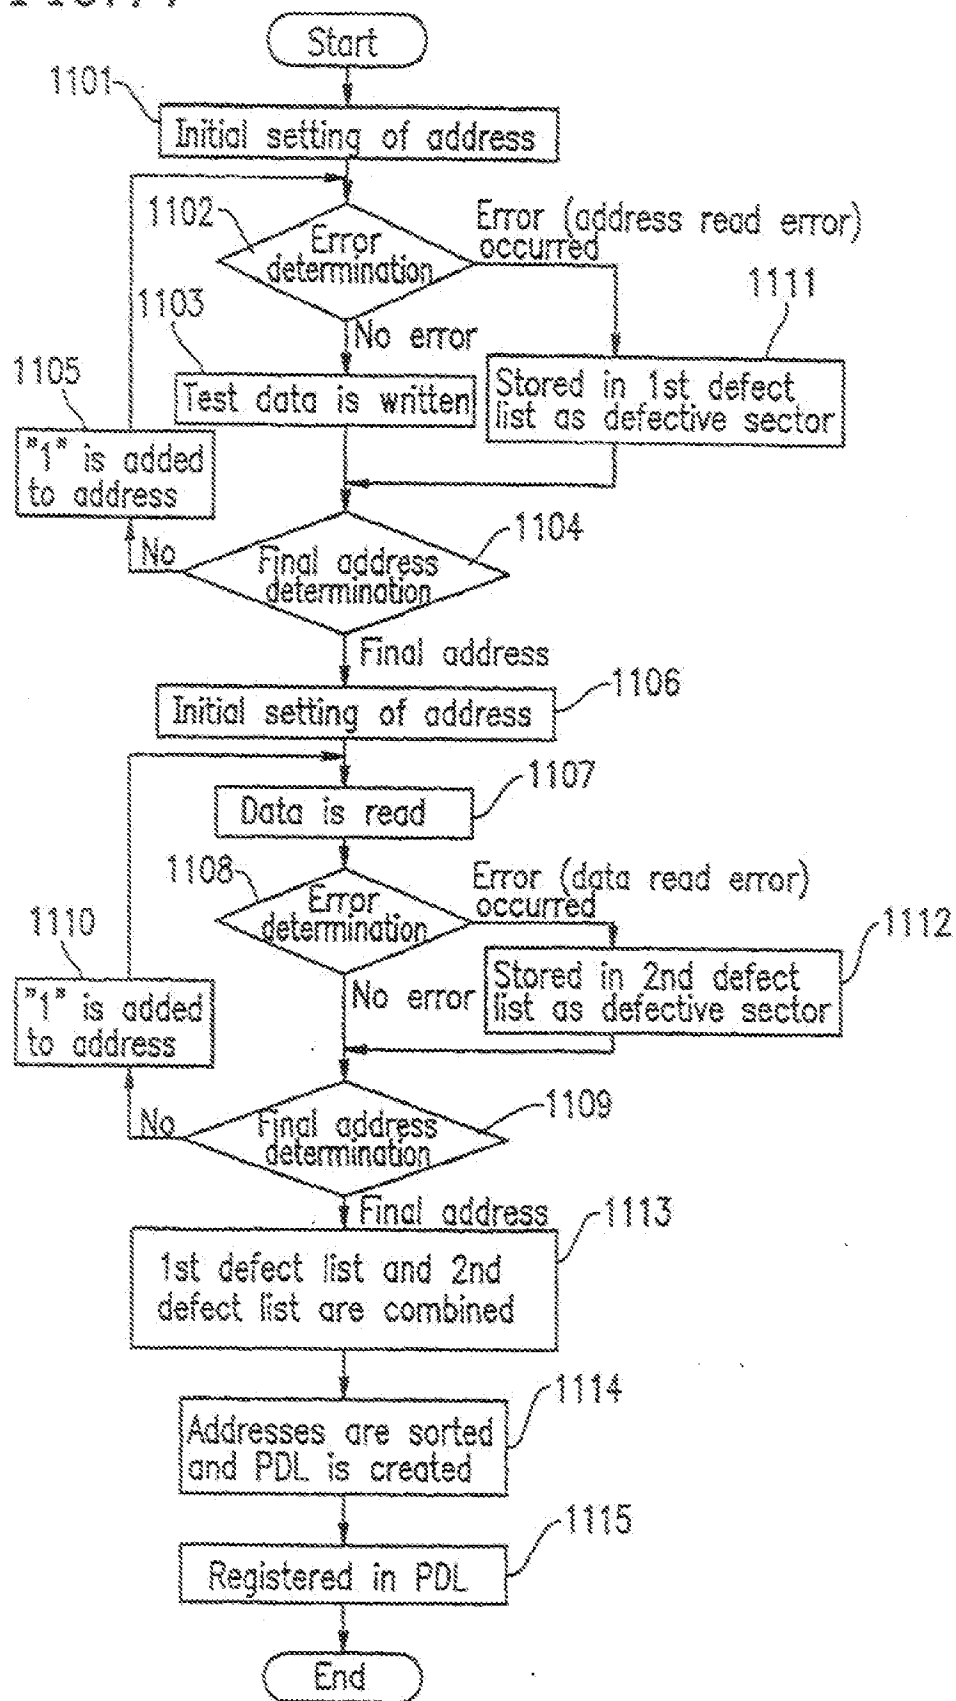 Start
1101
Initial setting of address
1102
Error
determination
Error (address read error)
occurred
1103
No error
1111
1105
Test data is written
Stored in 1st defect
list as defective sector
"1" is added
to address
1104
No
Final address
determination
Final address
1106
Initial setting of address
1107
Data is read
1108
Error
determination
Error (data read error)
occurred
1110
1112
No error
Stored in 2nd defect
list as defective sector
"1" is added
to address
1109
No
Final address
determination
Final address
1113
1st defect list and 2nd
defect list are combined
1114
Addresses are sorted
and PDL is created
1115
Registered in PDL
End